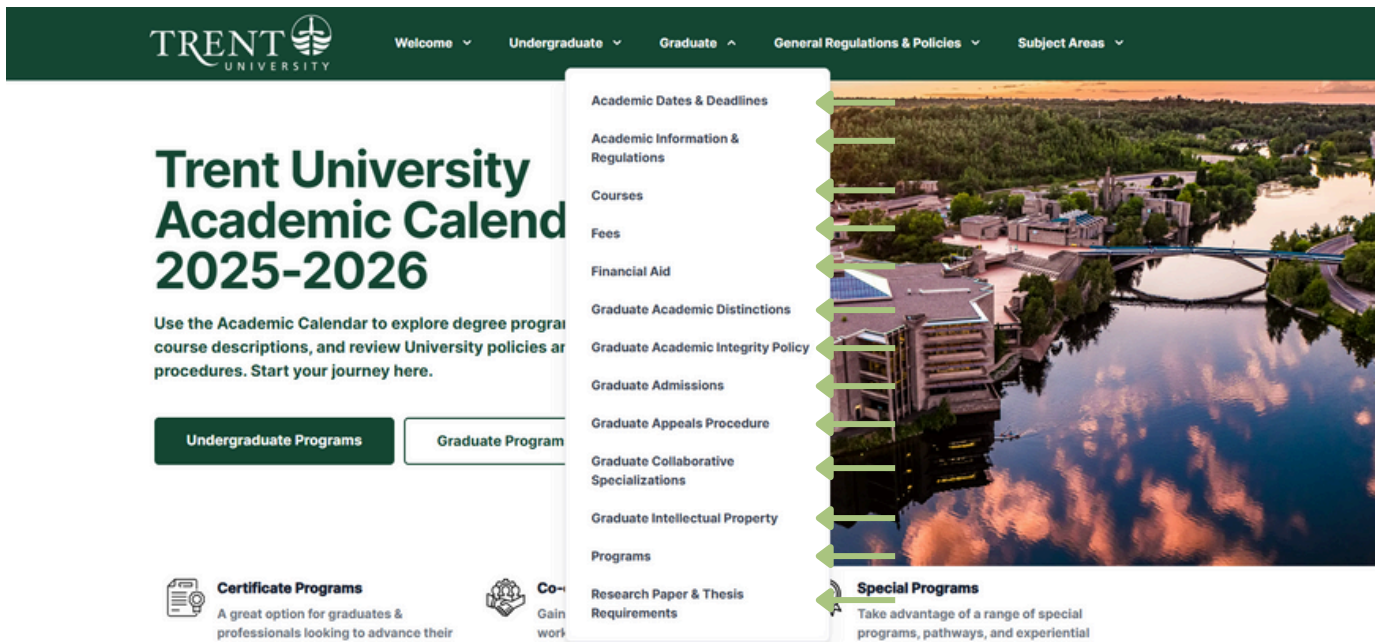 TRENT
UNIVERSITY
Welcome
Undergraduate
Graduate
General Regulations & Policies
Subject Areas
Academic Dates & Deadlines
Academic Information &
Regulations
Courses
Fees
Financial Aid
Graduate Academic Distinctions
Graduate Academic Integrity Policy
Graduate Admissions
Graduate Appeals Procedure
Graduate Collaborative
Specializations
Graduate Intellectual Property
Programs
Research Paper & Thesis
Requirements
Trent University
Academic Calend
2025-2026
Use the Academic Calendar to explore degree progra
course descriptions, and review University policies a
procedures. Start your journey here.
Undergraduate Programs
Graduate Program
Certificate Programs
A great option for graduates &
professionals looking to advance their
Co-
Gain
work
Special Programs
Take advantage of a range of special
programs, pathways, and experiential